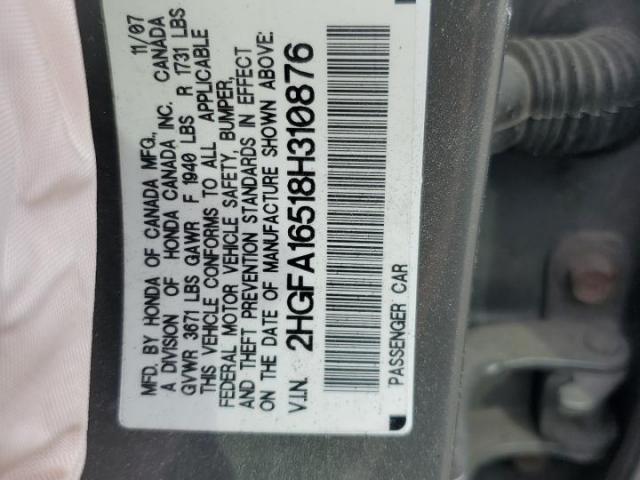 MFD. BY HONDA OF CANADA MFG., 11/07
A DIVISION OF HONDA CANADA INC. CANADA
GVWR 3671 LBS GAWR F 1940 LBS R 1731 LBS
THIS VEHICLE CONFORMS TO ALL APPLICABLE
FEDERAL MOTOR VEHICLE SAFETY, BUMPER,
AND THEFT PREVENTION STANDARDS IN EFFECT
ON THE DATE OF MANUFACTURE SHOWN ABOVE.
V.I.N. 2HGFA16518H310876
PASSENGER CAR